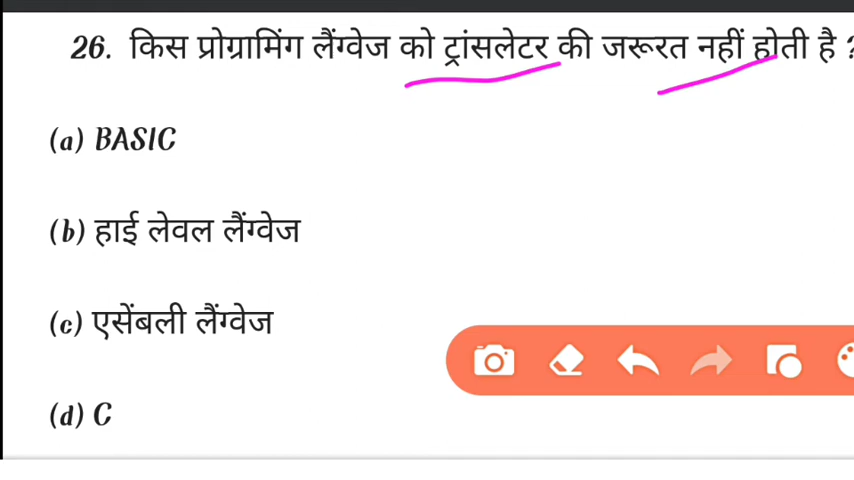 26. किस प्रोग्रामिंग लैंग्वेज को ट्रांसलेटर की जरूरत नहीं होती है ?
(a) BASIC
(b) हाई लेवल लैंग्वेज
(c) एसेंबली लैंग्वेज
(d) C